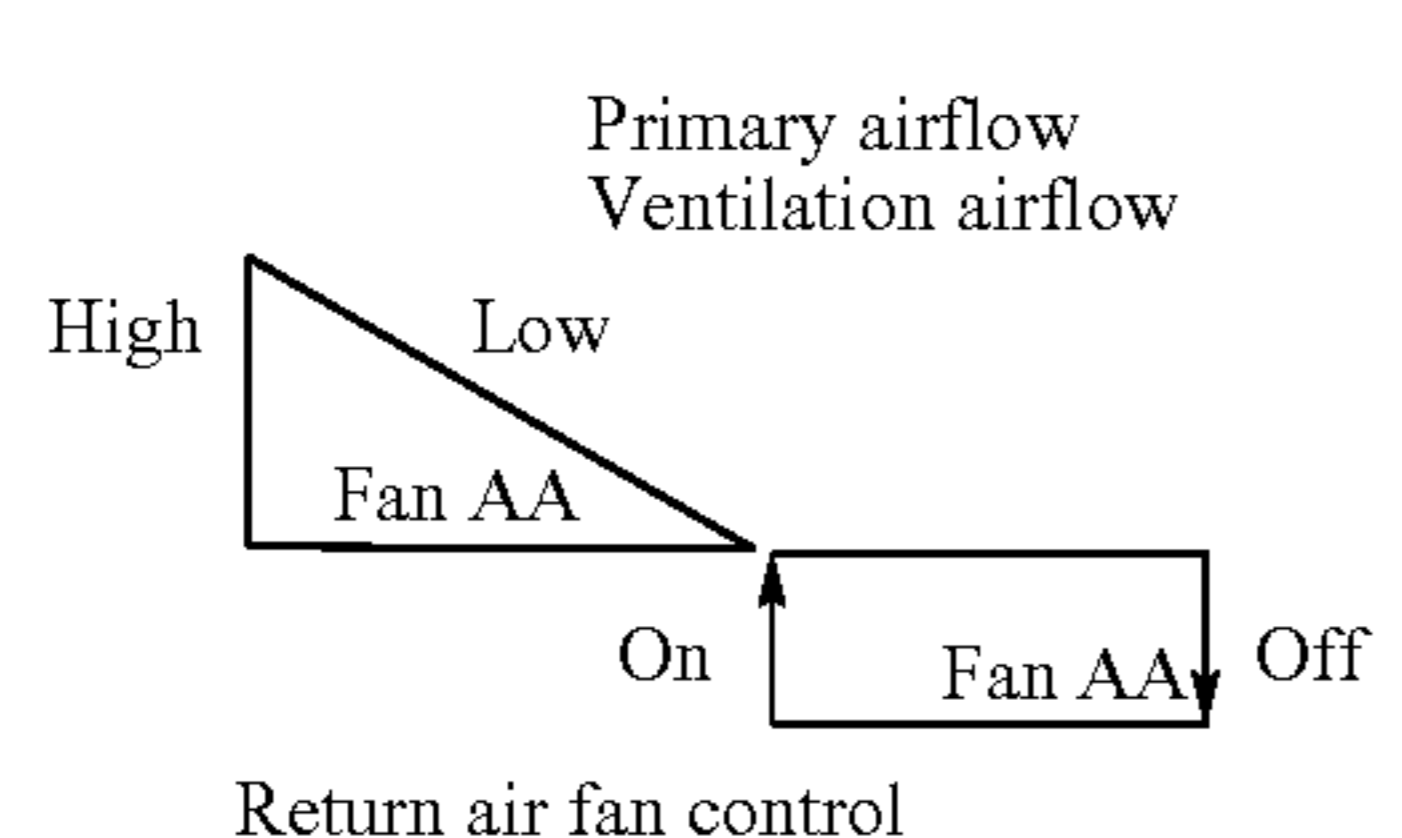 Primary airflow
Ventilation airflow
High
Low
Fan AA
On
Fan AA
Off
Return air fan control